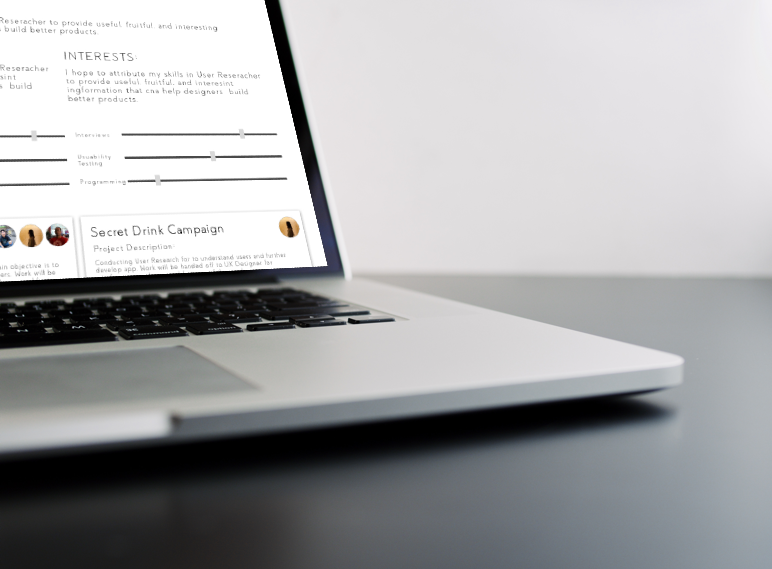 Reseracher to provide useful, fruitful, and interesting
build better products.
INTERESTS:
Reseracher
sint
build
I hope to attribute my skills in User Reseracher
to provide useful, fruitful, and interesint
ingformation that cna help designers build
better products.
Interviews
Usuability
Testing
Programming
Secret Drink Campaign
Project Description:
ain objective is to
Work will be
Conducting User Research for to understand users and further
develop app. Work will be handed off to UX Designer for